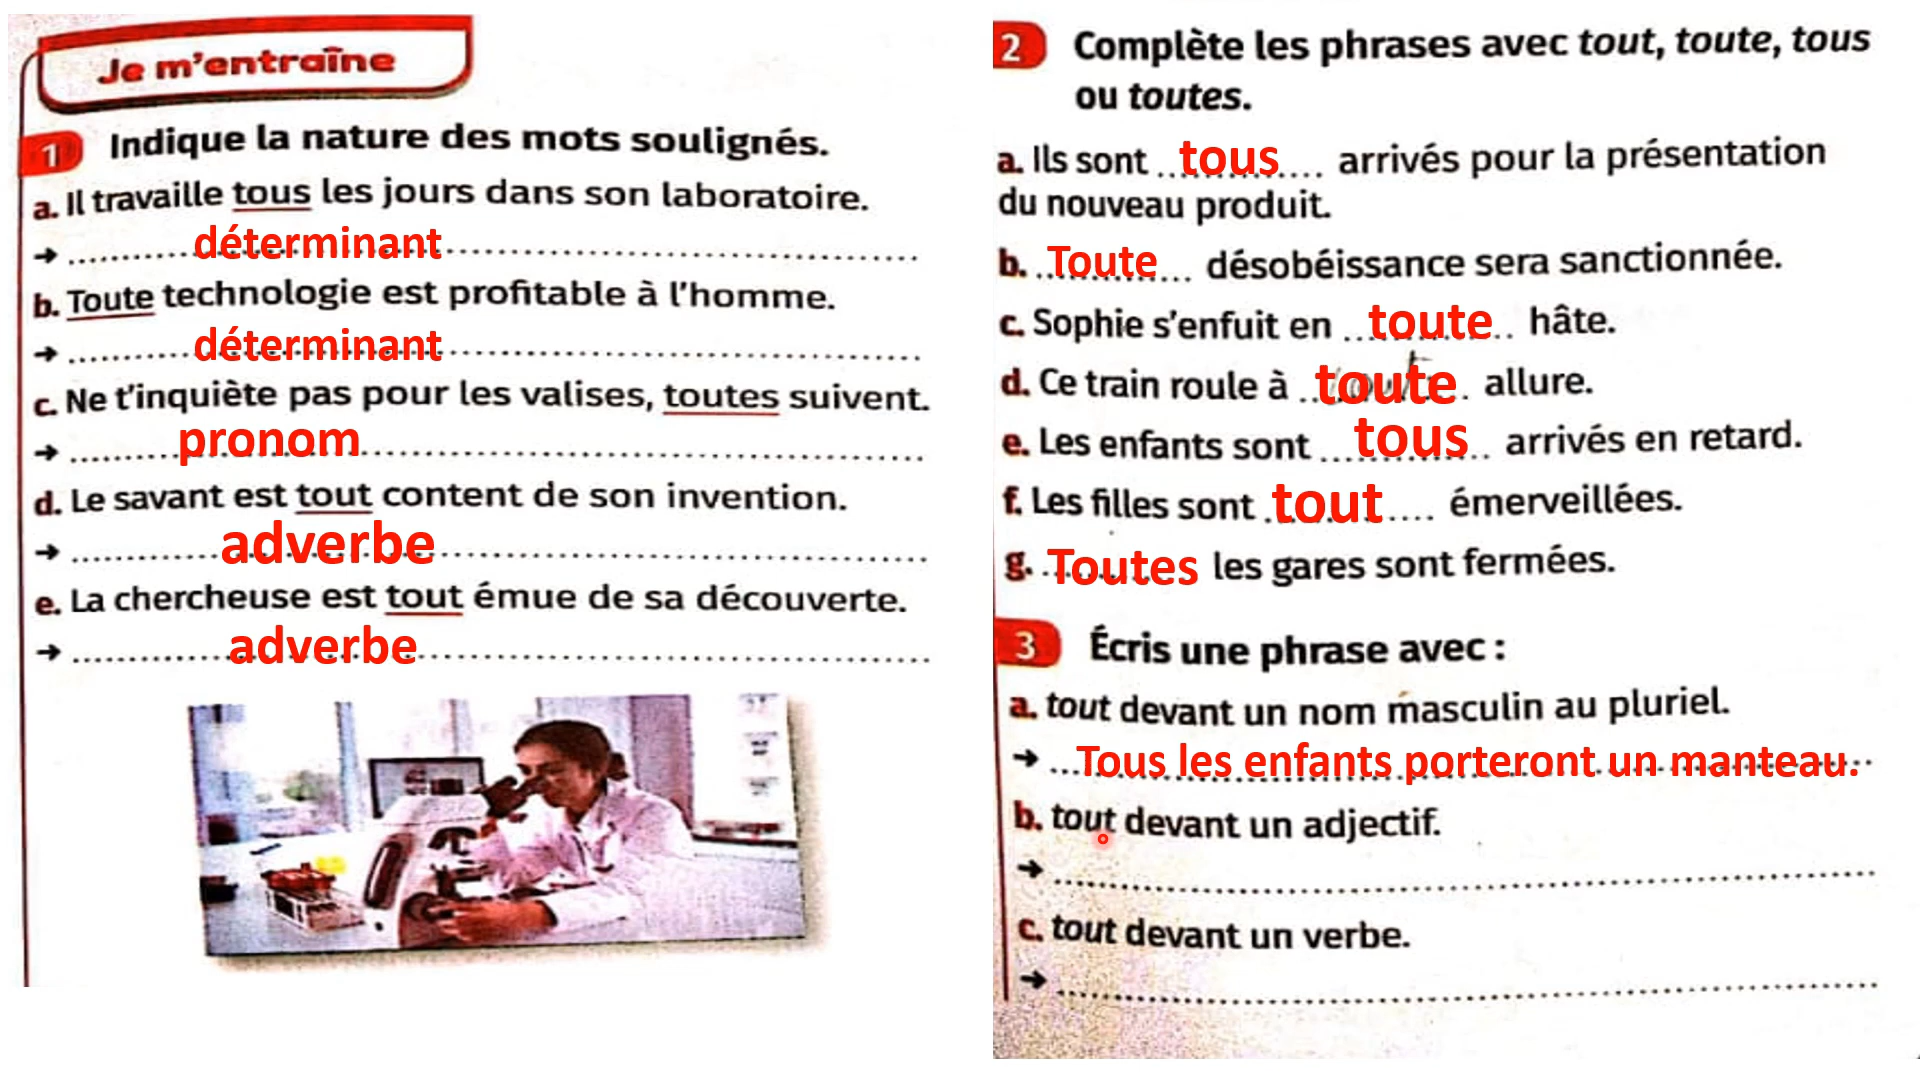 Je m'entraîne
1 Indique la nature des mots soulignés.
a. Il travaille tous les jours dans son laboratoire.
➜ déterminant
b. Toute technologie est profitable à l'homme.
➜ déterminant
c. Ne t'inquiète pas pour les valises, toutes suivent.
➜ pronom
d. Le savant est tout content de son invention.
➜ adverbe
e. La chercheuse est tout émue de sa découverte.
➜ adverbe
2 Complète les phrases avec tout, toute, tous
ou toutes.
a. Ils sont tous arrivés pour la présentation
du nouveau produit.
b. Toute désobéissance sera sanctionnée.
c. Sophie s'enfuit en toute hâte.
d. Ce train roule à toute allure.
e. Les enfants sont tous arrivés en retard.
f. Les filles sont tout émerveillées.
g. Toutes les gares sont fermées.
3 Écris une phrase avec :
a. tout devant un nom masculin au pluriel.
➜ Tous les enfants porteront un manteau.
b. tout devant un adjectif.
➜
c. tout devant un verbe.
➜